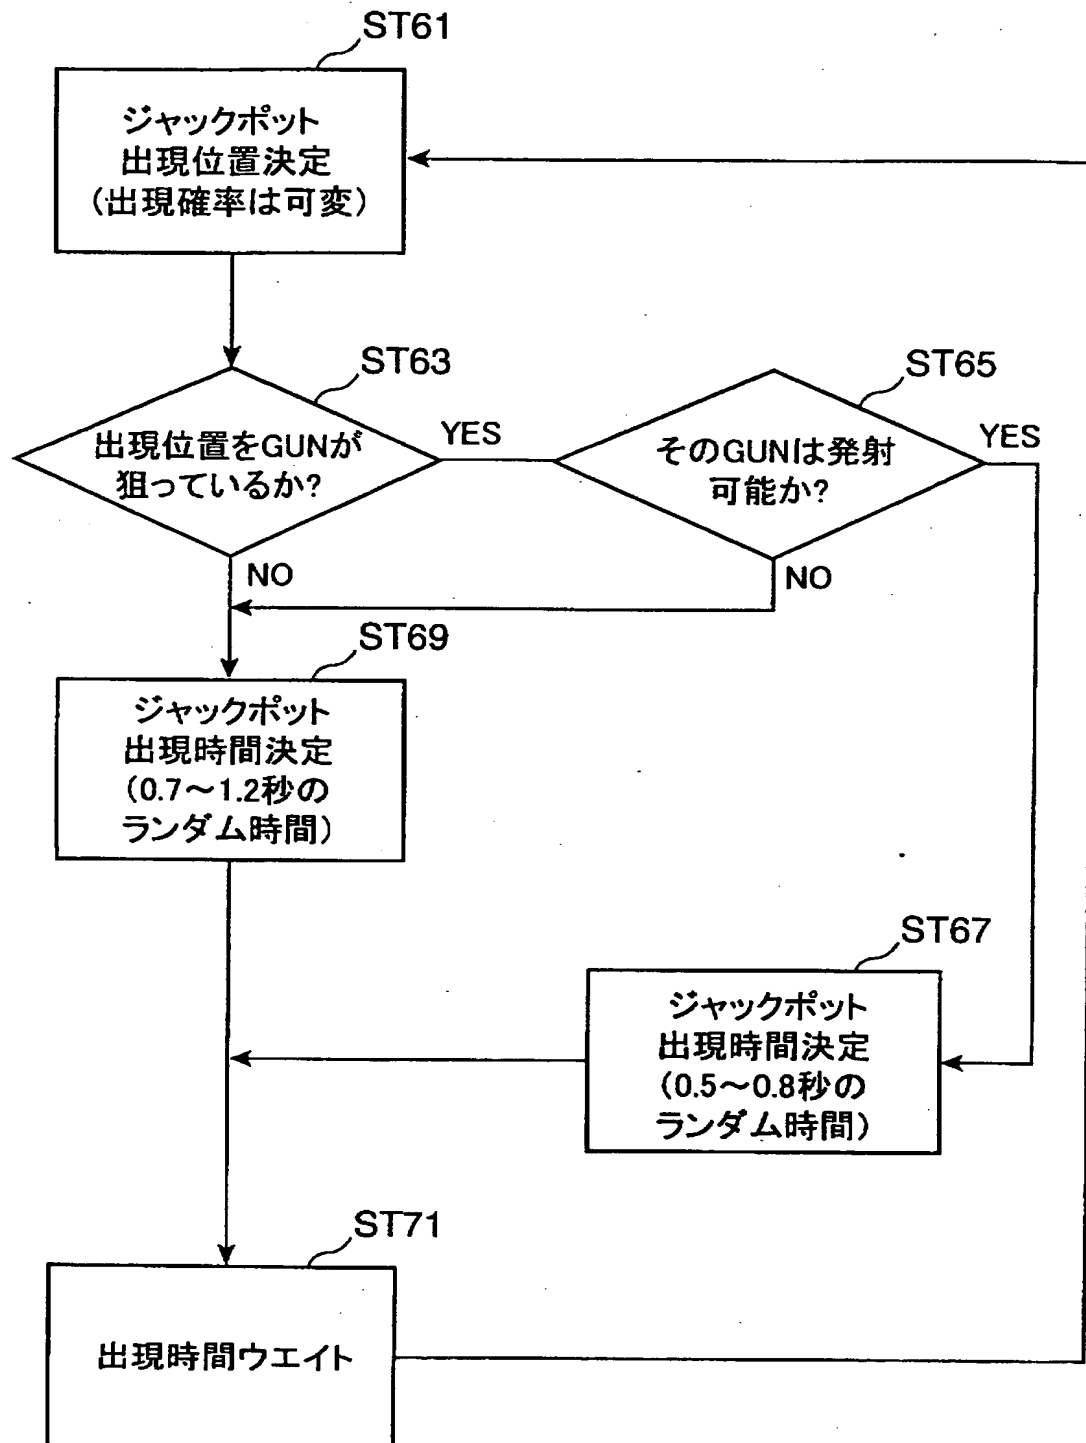 ST61
ジャックポット
出現位置決定
(出現確率は可変)
ST63
出現位置をGUNが
狙っているか?
YES
NO
ST65
そのGUNは発射
可能か?
YES
NO
ST69
ジャックポット
出現時間決定
(0.7～1.2秒の
ランダム時間)
ST67
ジャックポット
出現時間決定
(0.5～0.8秒の
ランダム時間)
ST71
出現時間ウエイト